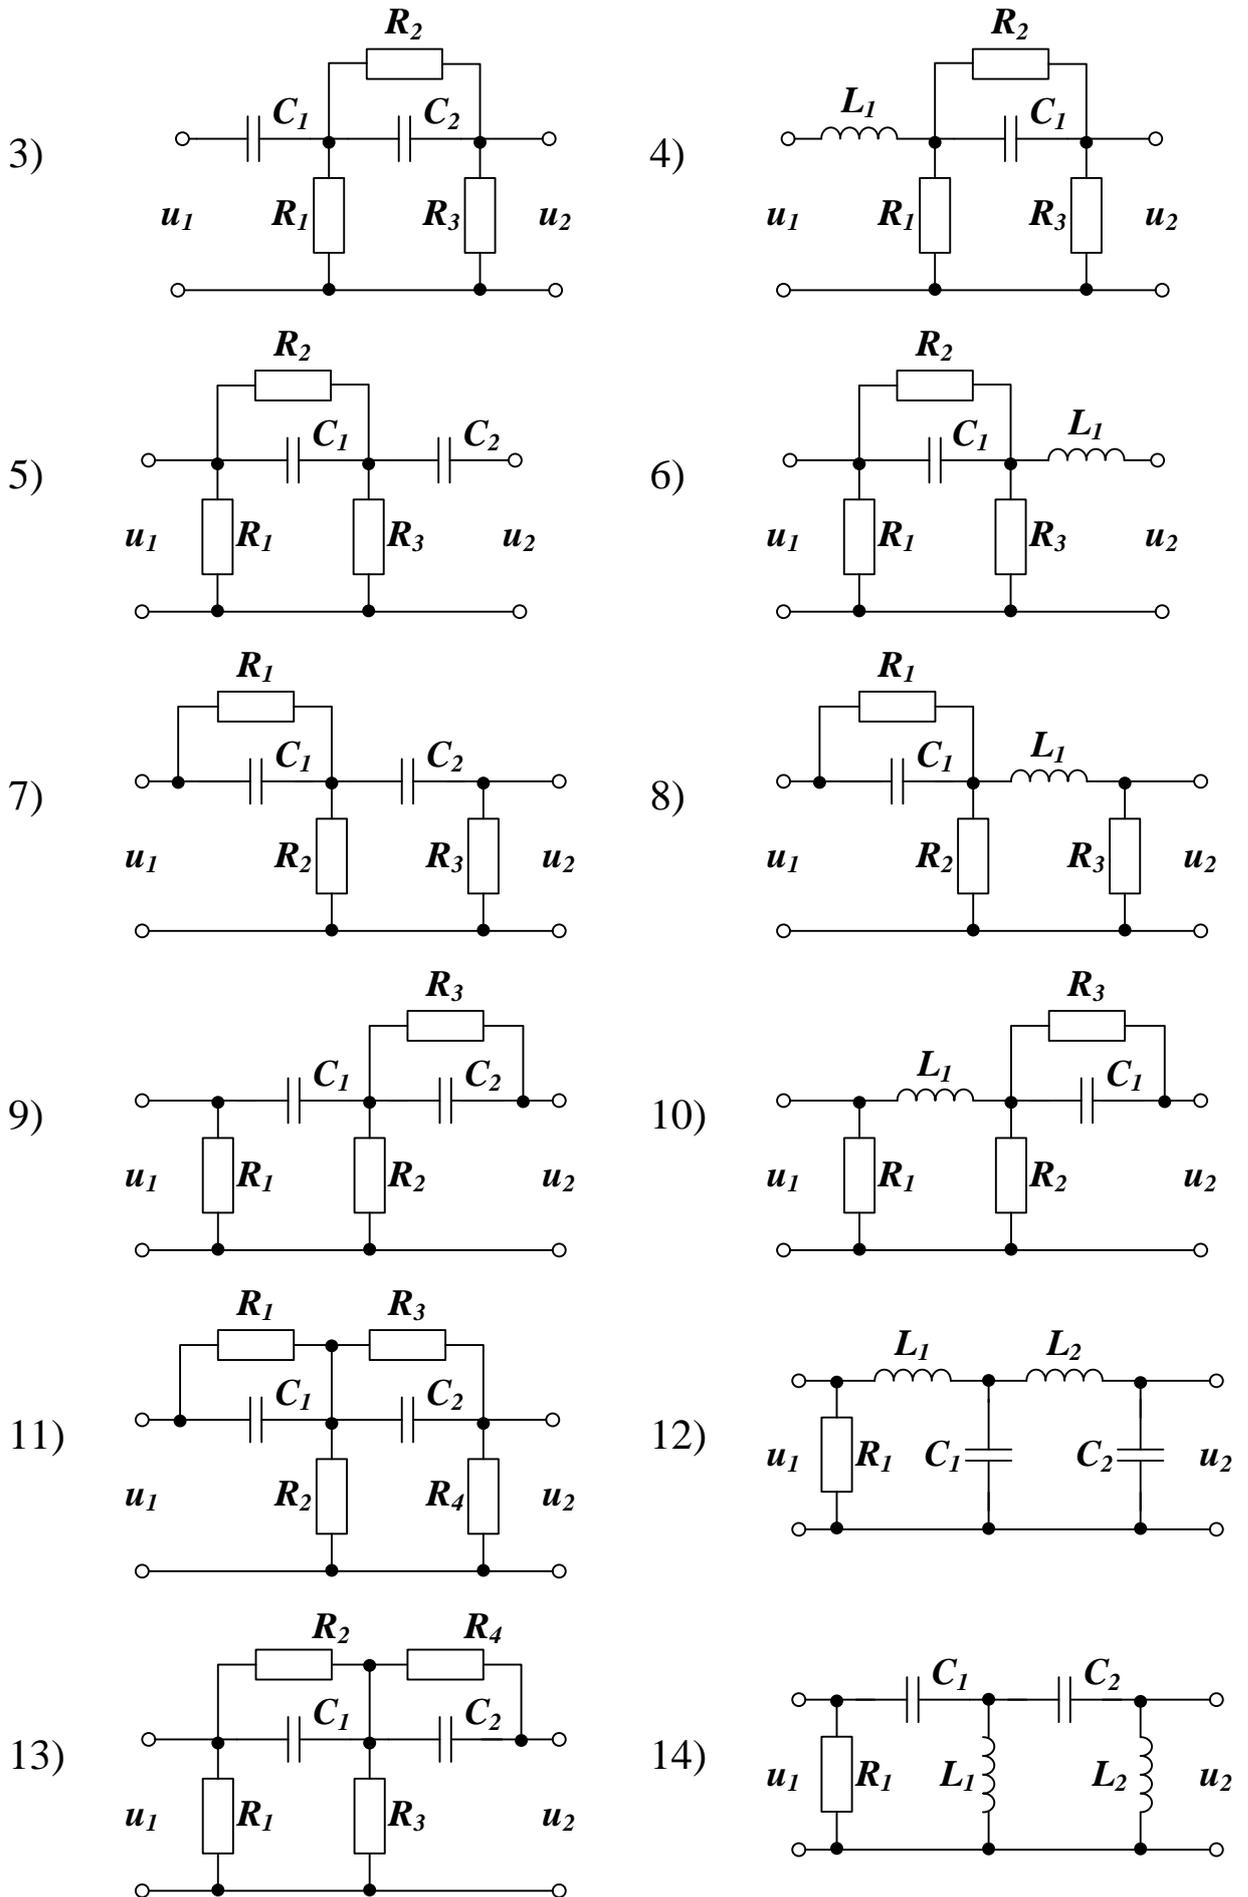 R₂ R₂
C₁ C₂ L₁ C₁
3) 4)
u₁ R₁ R₃ u₂ u₁ R₁ R₃ u₂
R₂ R₂
C₁ C₂ C₁ L₁
5) 6)
u₁ R₁ R₃ u₂ u₁ R₁ R₃ u₂
R₁ R₁
C₁ C₂ C₁ L₁
7) 8)
u₁ R₂ R₃ u₂ u₁ R₂ R₃ u₂
R₃ R₃
C₁ C₂ L₁ C₁
9) 10)
u₁ R₁ R₂ u₂ u₁ R₁ R₂ u₂
R₁ R₃ L₁ L₂
C₁ C₂
11) 12)
u₁ R₂ R₄ u₂ u₁ R₁ C₁ C₂ u₂
R₂ R₄
C₁ C₂ C₁ C₂
13) 14)
u₁ R₁ R₃ u₂ u₁ R₁ L₁ L₂ u₂